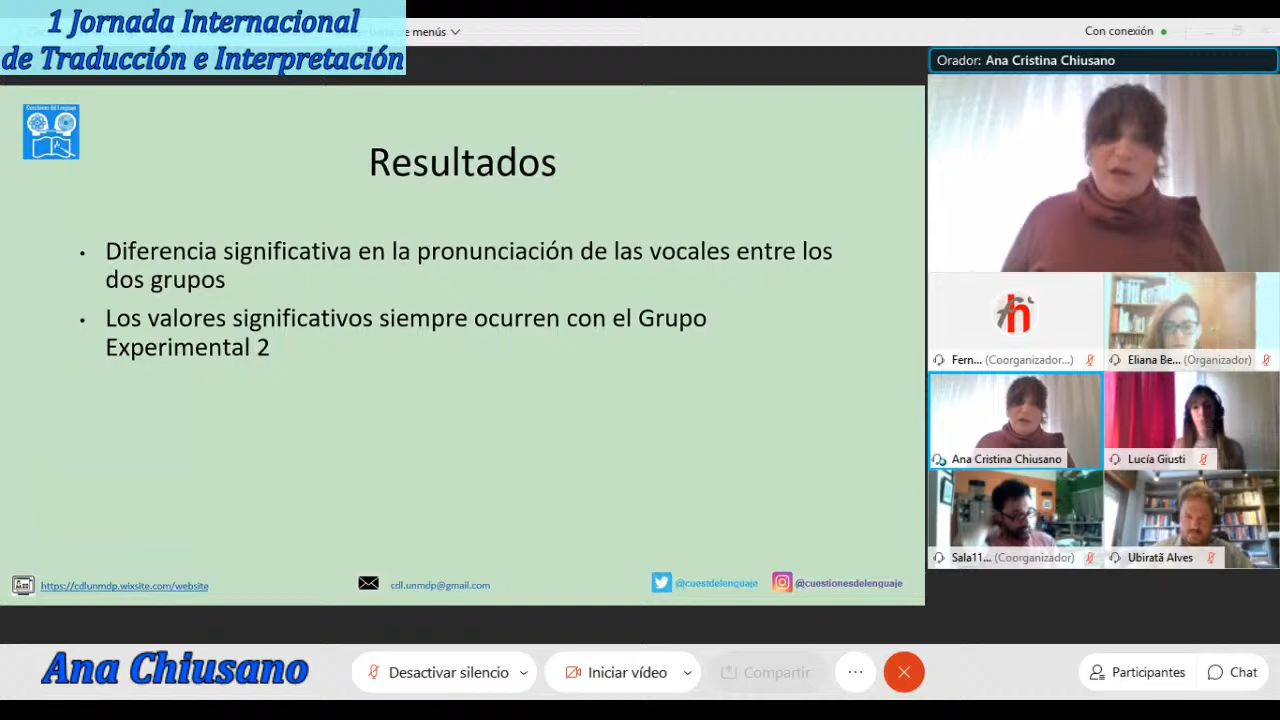 1 Jornada Internacional
de Traducción e Interpretación
menús
Con conexión
Orador: Ana Cristina Chiusano
Cuestiones del Lenguaje
Resultados
• Diferencia significativa en la pronunciación de las vocales entre los
dos grupos
• Los valores significativos siempre ocurren con el Grupo
Experimental 2
Fern... (Coorganizador...)
Eliana Be... (Organizador)
Ana Cristina Chiusano
Lucía Giusti
Sala11... (Coorganizador)
Ubiratã Alves
https://cdlunmdp.wixsite.com/website
cdl.unmdp@gmail.com
@cuestdelenguaje
@cuestionesdelenguaje
Ana Chiusano
Desactivar silencio
Iniciar vídeo
Compartir
Participantes
Chat